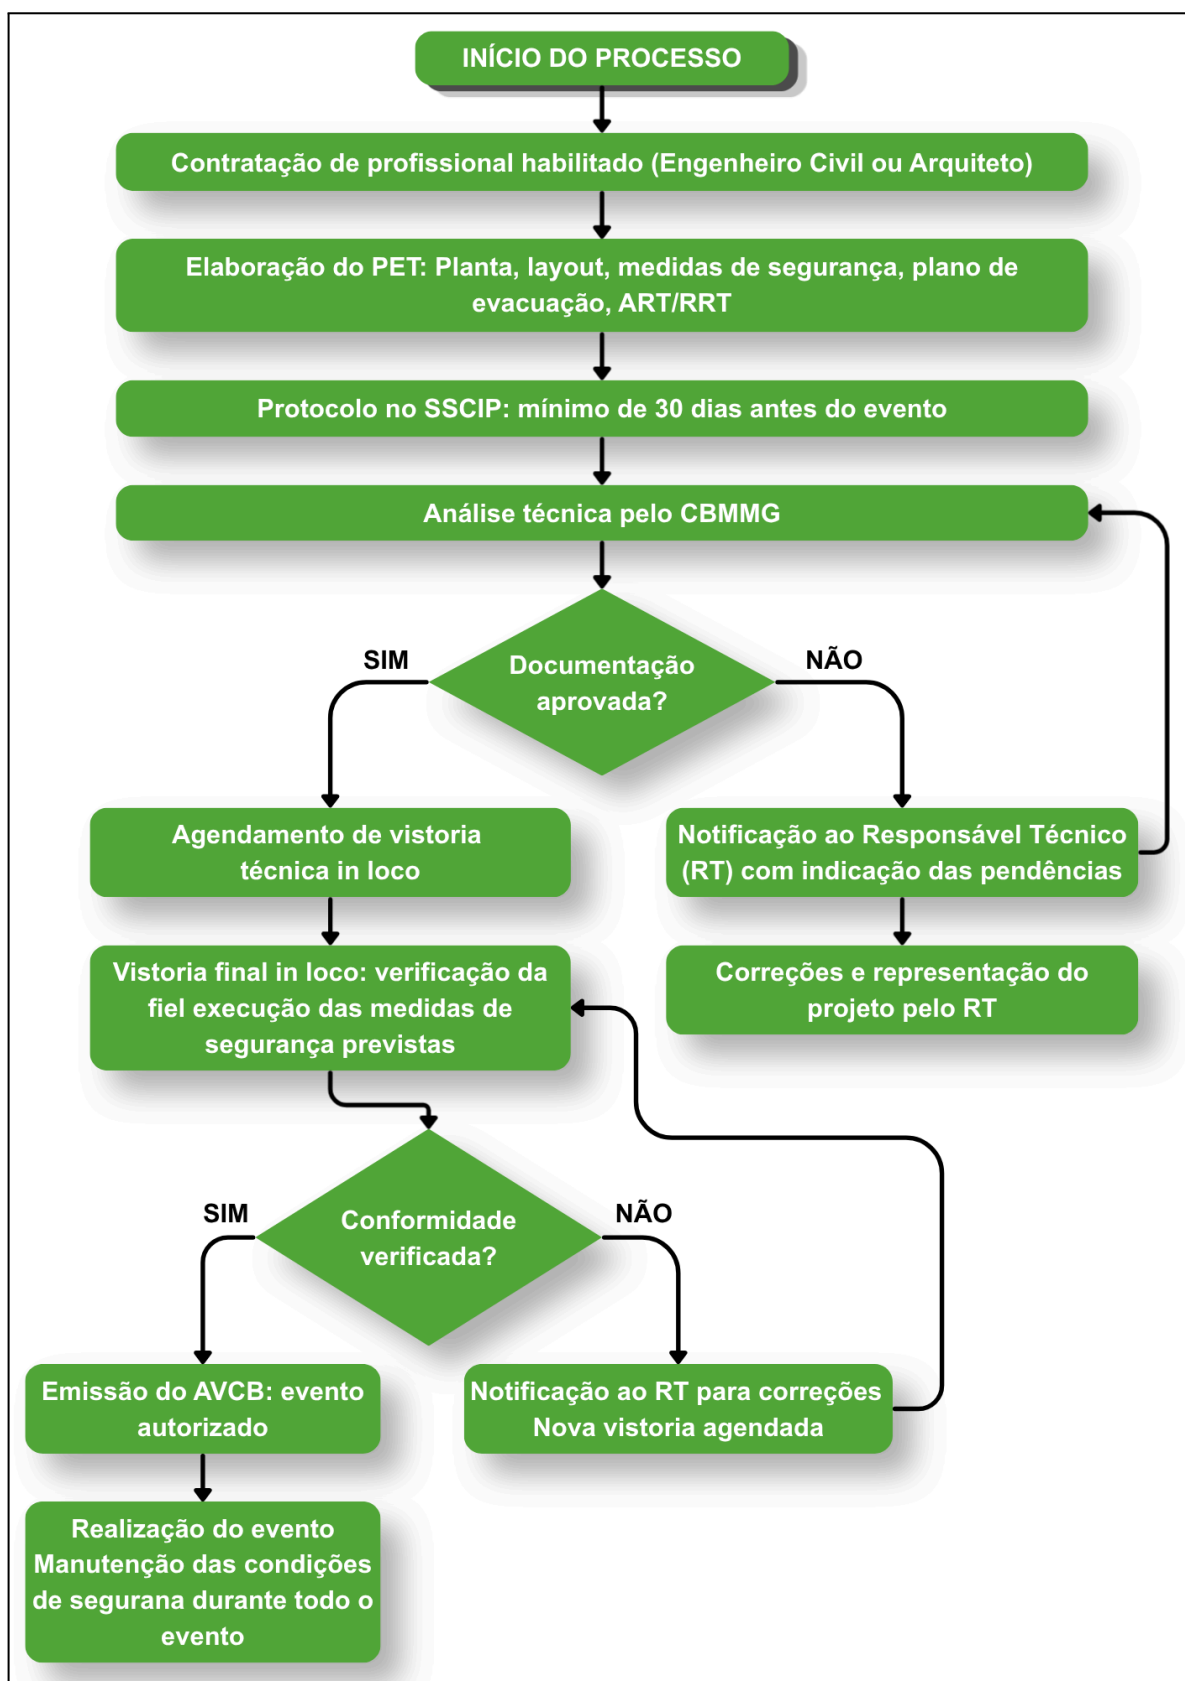 INÍCIO DO PROCESSO
Contratação de profissional habilitado (Engenheiro Civil ou Arquiteto)
Elaboração do PET: Planta, layout, medidas de segurança, plano de
evacuação, ART/RRT
Protocolo no SSCIP: mínimo de 30 dias antes do evento
Análise técnica pelo CBMMG
Documentação
aprovada?
SIM
NÃO
Agendamento de vistoria
técnica in loco
Notificação ao Responsável Técnico
(RT) com indicação das pendências
Vistoria final in loco: verificação da
fiel execução das medidas de
segurança previstas
Correções e representação do
projeto pelo RT
Conformidade
verificada?
SIM
NÃO
Emissão do AVCB: evento
autorizado
Notificação ao RT para correções
Nova vistoria agendada
Realização do evento
Manutenção das condições
de segurana durante todo o
evento